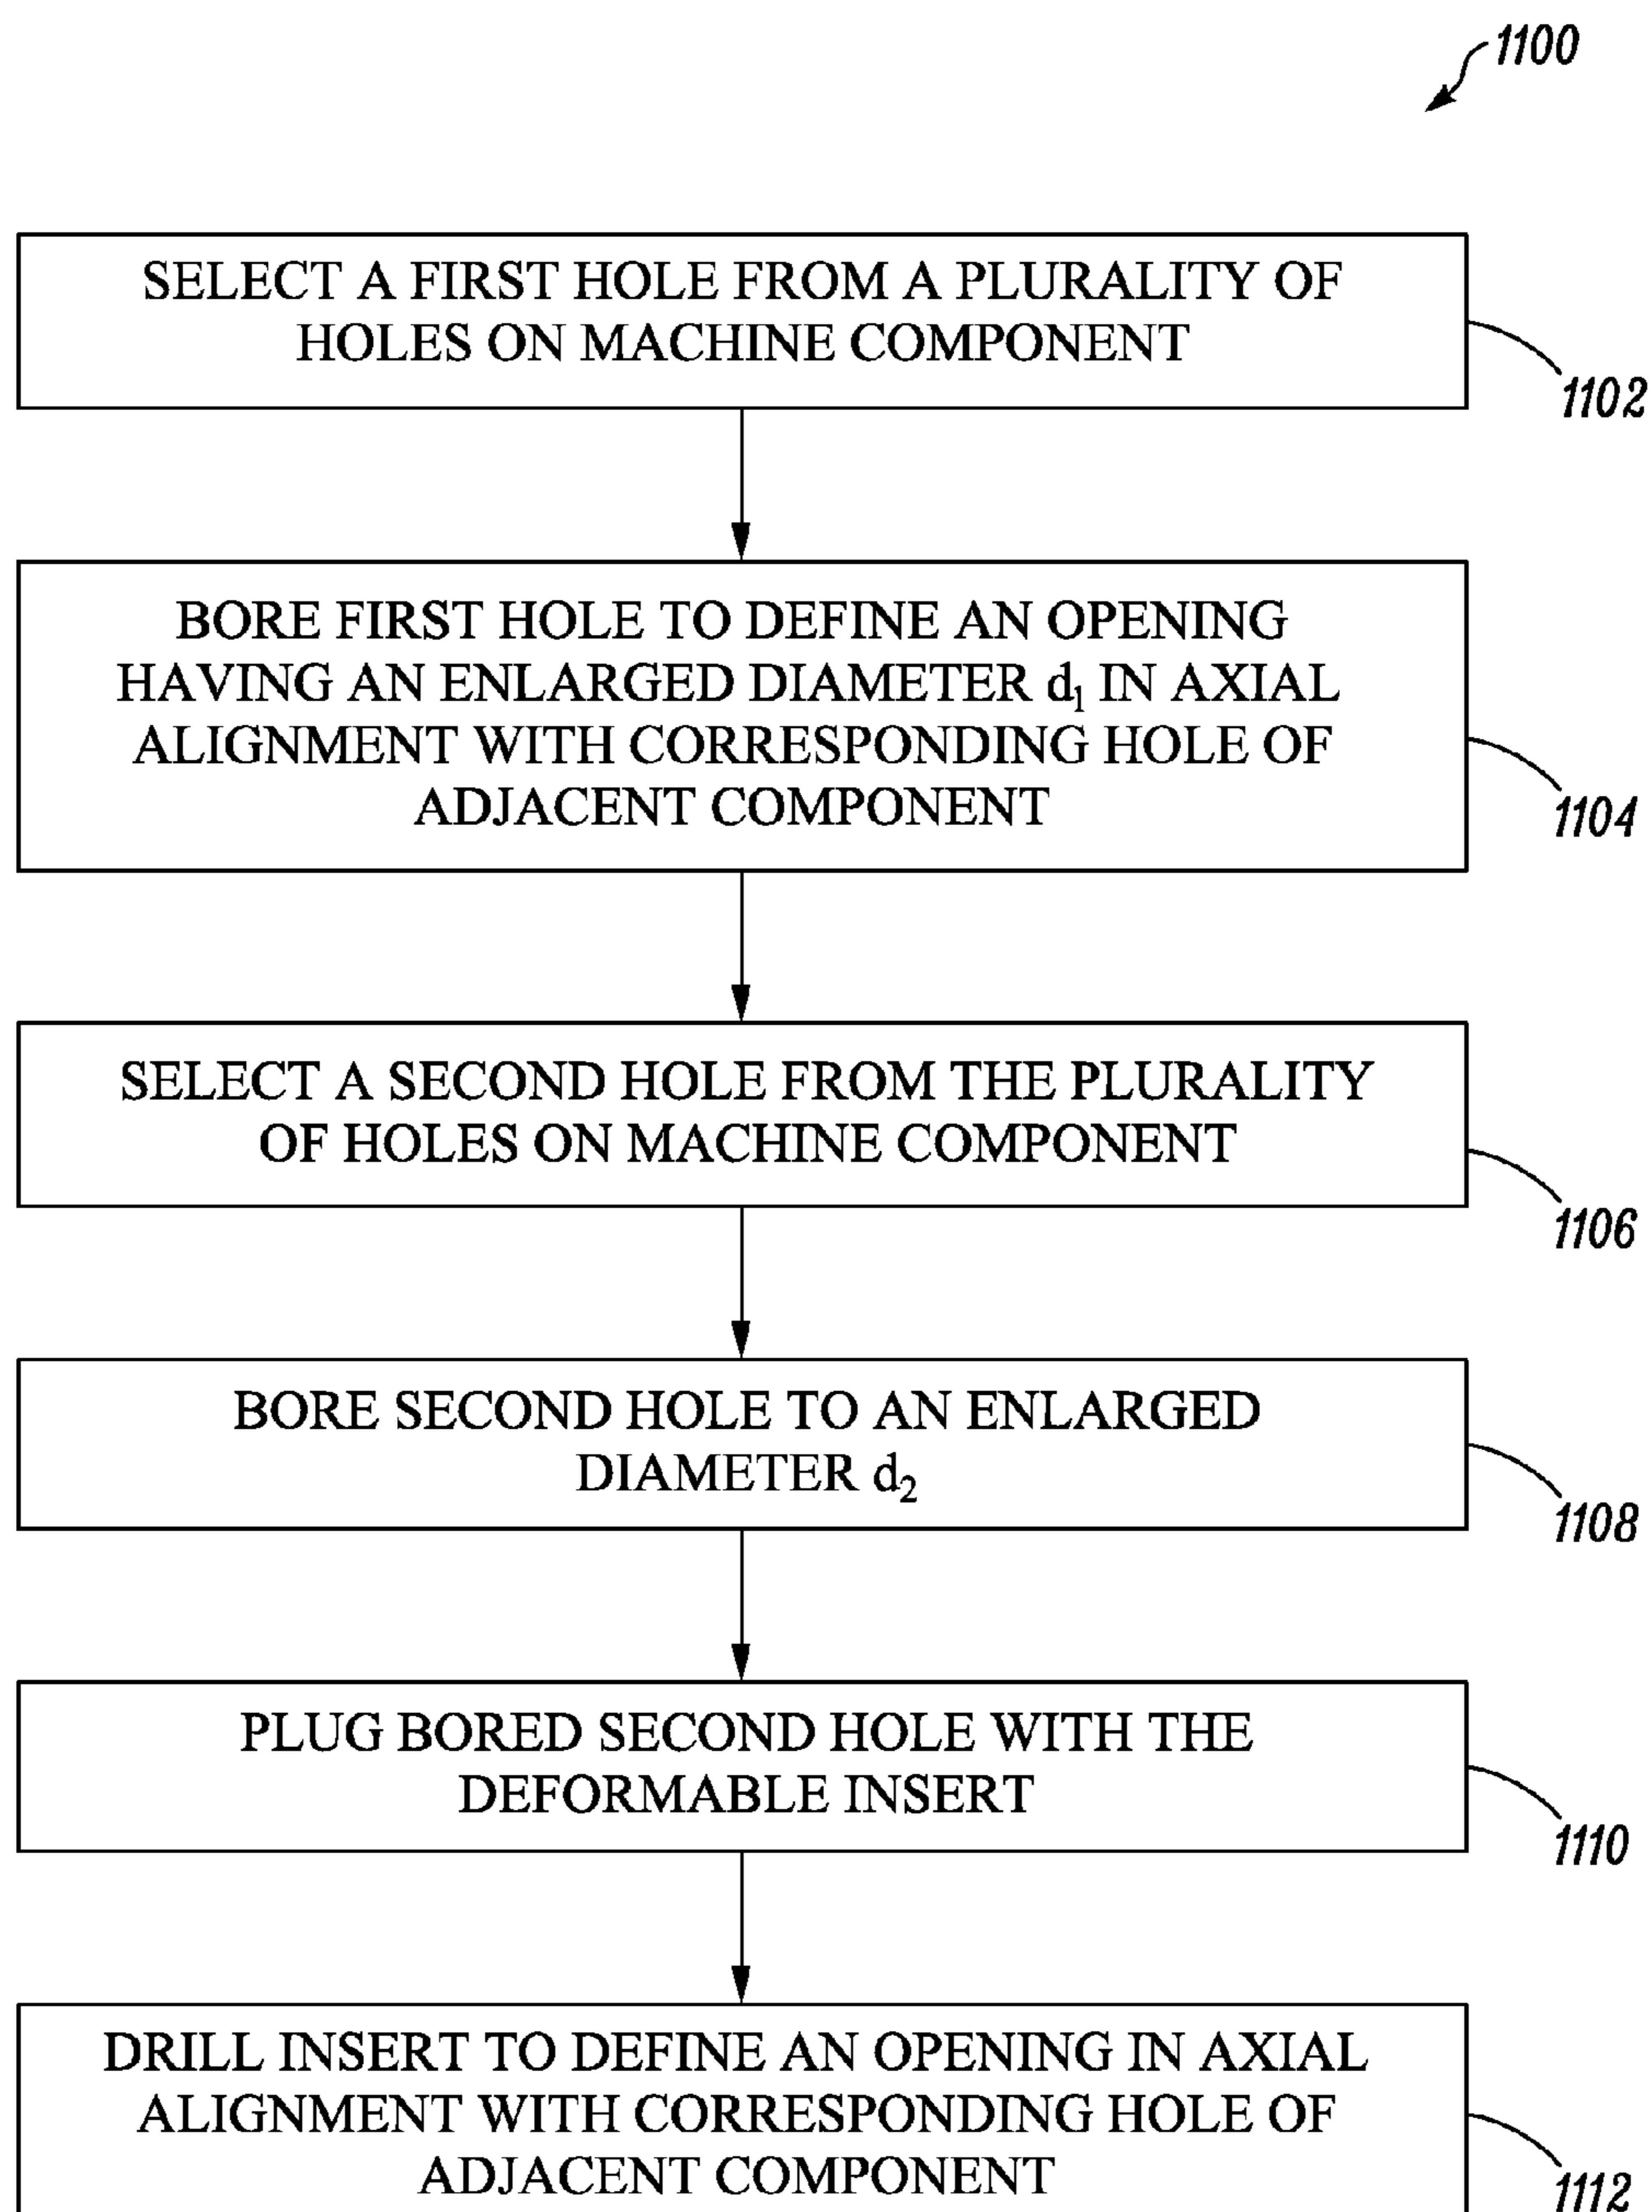 1100
SELECT A FIRST HOLE FROM A PLURALITY OF
HOLES ON MACHINE COMPONENT
1102
BORE FIRST HOLE TO DEFINE AN OPENING
HAVING AN ENLARGED DIAMETER d₁ IN AXIAL
ALIGNMENT WITH CORRESPONDING HOLE OF
ADJACENT COMPONENT
1104
SELECT A SECOND HOLE FROM THE PLURALITY
OF HOLES ON MACHINE COMPONENT
1106
BORE SECOND HOLE TO AN ENLARGED
DIAMETER d₂
1108
PLUG BORED SECOND HOLE WITH THE
DEFORMABLE INSERT
1110
DRILL INSERT TO DEFINE AN OPENING IN AXIAL
ALIGNMENT WITH CORRESPONDING HOLE OF
ADJACENT COMPONENT
1112